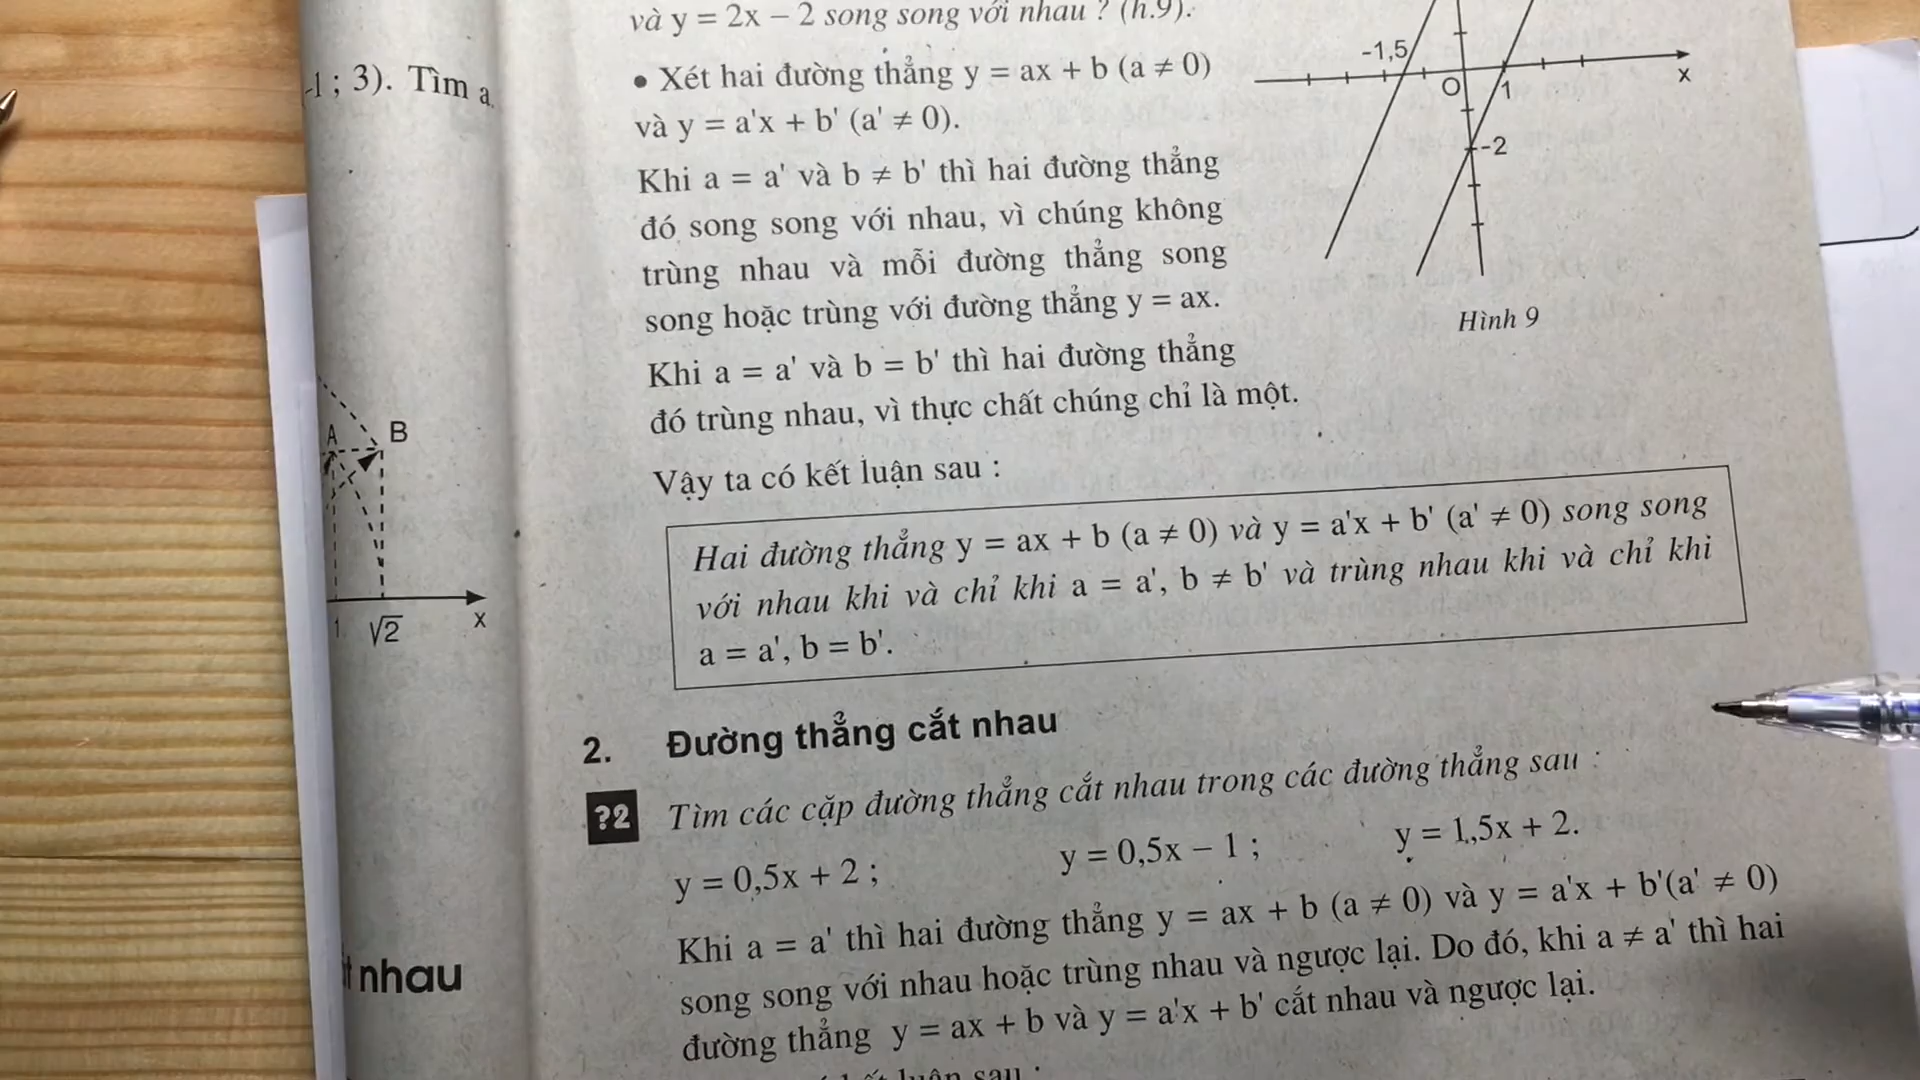 và y = 2x – 2 song song với nhau ? (h.9).
• Xét hai đường thẳng y = ax + b (a ≠ 0)
và y = a'x + b' (a' ≠ 0).
Khi a = a' và b ≠ b' thì hai đường thẳng
đó song song với nhau, vì chúng không
trùng nhau và mỗi đường thẳng song
song hoặc trùng với đường thẳng y = ax.
Khi a = a' và b = b' thì hai đường thẳng
đó trùng nhau, vì thực chất chúng chỉ là một.
-1,5
O
1
x
-2
Hình 9
Vậy ta có kết luận sau :
Hai đường thẳng y = ax + b (a ≠ 0) và y = a'x + b' (a' ≠ 0) song song
với nhau khi và chỉ khi a = a', b ≠ b' và trùng nhau khi và chỉ khi
a = a', b = b'.
2. Đường thẳng cắt nhau
?2 Tìm các cặp đường thẳng cắt nhau trong các đường thẳng sau :
y = 0,5x + 2 ; y = 0,5x – 1 ; y = 1,5x + 2.
Khi a = a' thì hai đường thẳng y = ax + b (a ≠ 0) và y = a'x + b'(a' ≠ 0)
song song với nhau hoặc trùng nhau và ngược lại. Do đó, khi a ≠ a' thì hai
đường thẳng y = ax + b và y = a'x + b' cắt nhau và ngược lại.
luận sau :
-1 ; 3). Tìm a
A
B
1
√2
x
nhau